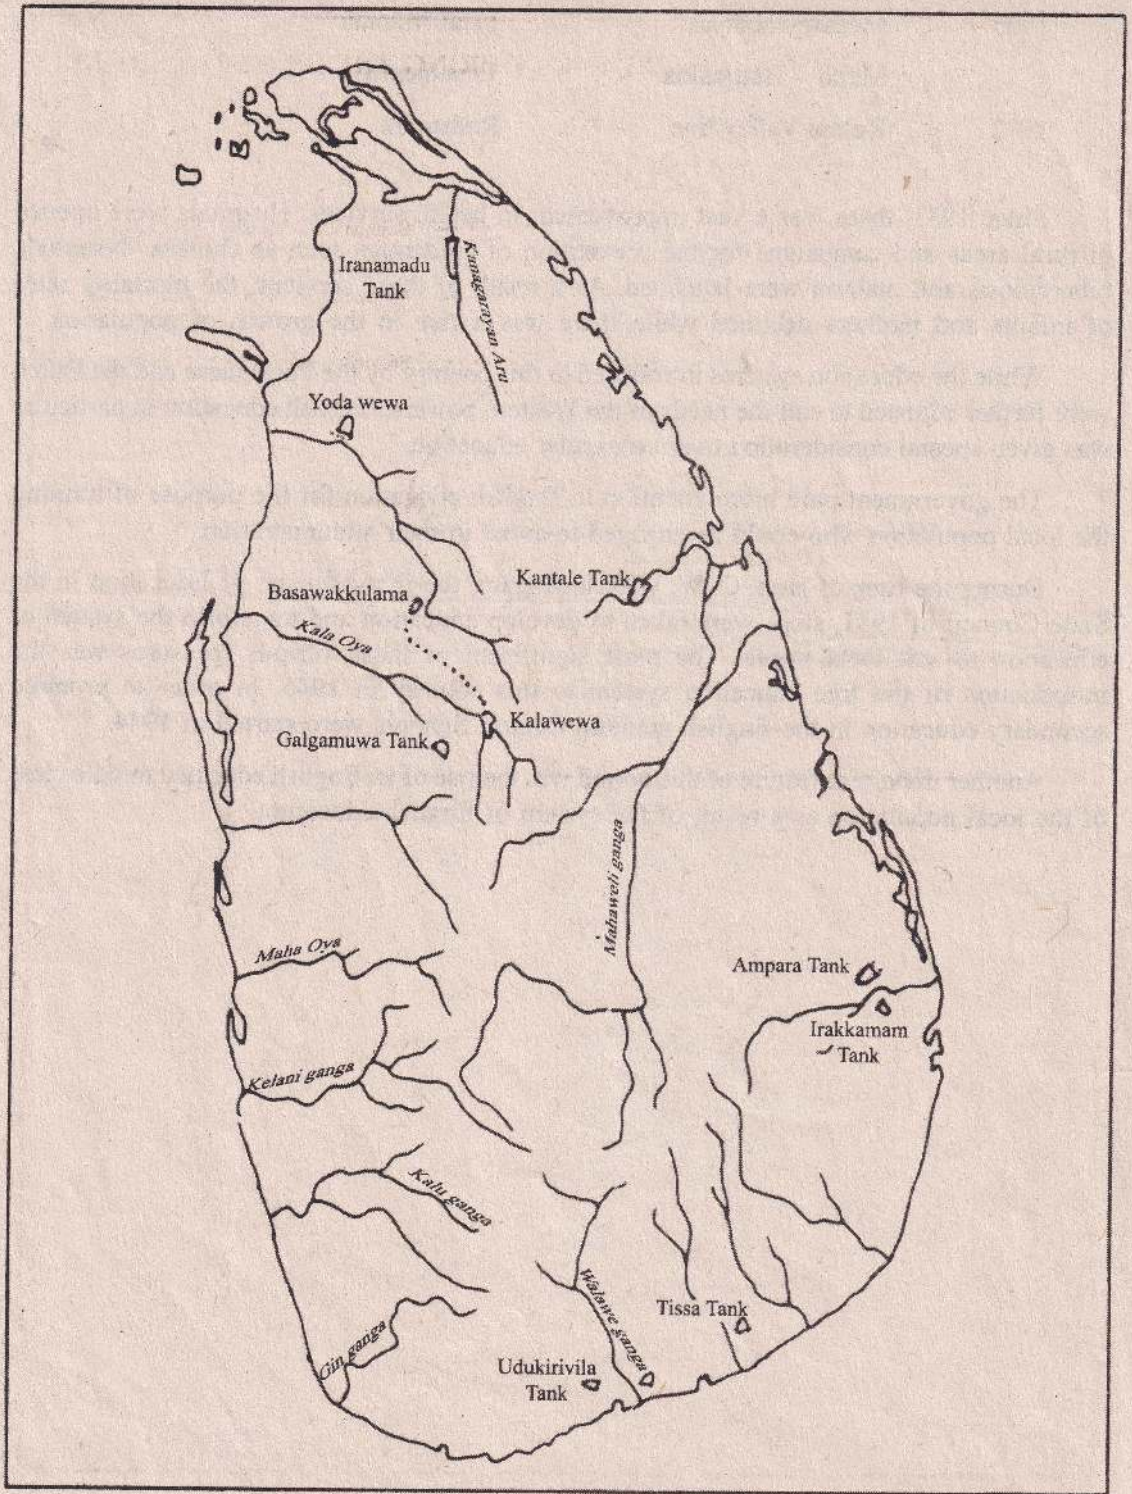 Iranamadu
Tank
Kanagarayan Aru
Yoda wewa
Kantale Tank
Basawakkulama
Kala Oya
Kalawewa
Galgamuwa Tank
Mahaweli ganga
Maha Oya
Ampara Tank
Irakkamam
Tank
Kelani ganga
Kalu ganga
Walawe ganga
Tissa Tank
Gin ganga
Udukirivila
Tank